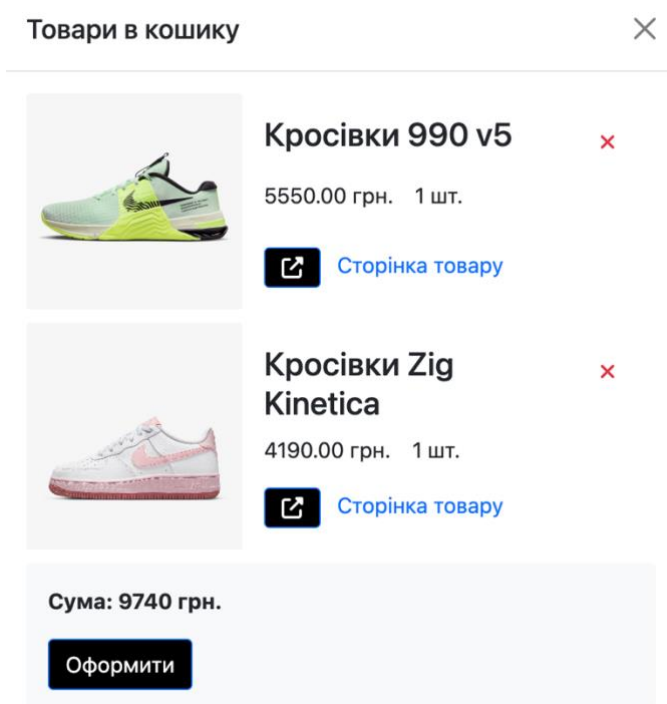 Товари в кошику
Кросівки 990 v5
5550.00 грн. 1 шт.
Сторінка товару
Кросівки Zig
Kinetica
4190.00 грн. 1 шт.
Сторінка товару
Сума: 9740 грн.
Оформити